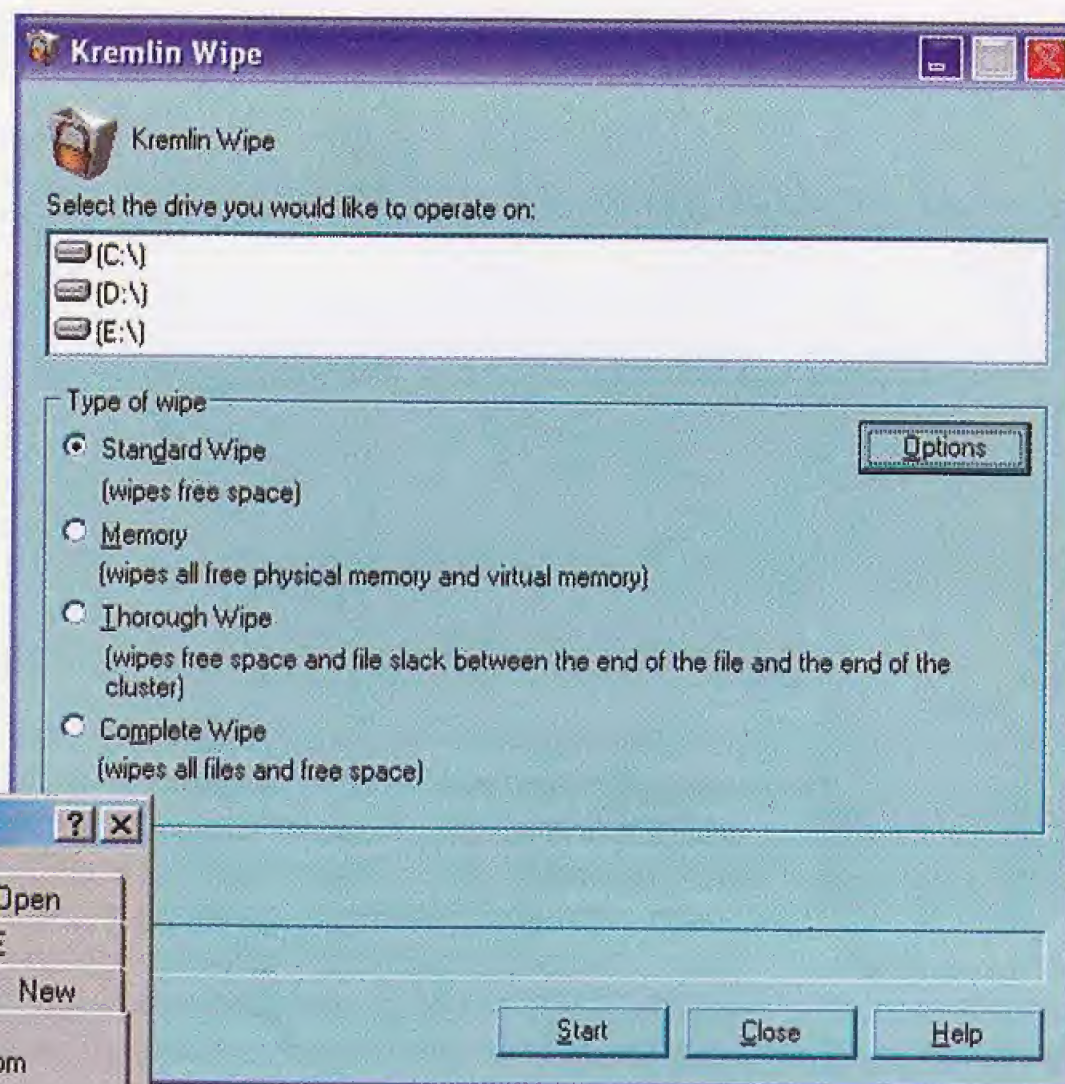 Kremlin Wipe
Kremlin Wipe
Select the drive you would like to operate on:
(C:\)
(D:\)
(E:\)
Type of wipe
Standard Wipe
Options
(wipes free space)
Memory
(wipes all free physical memory and virtual memory)
Thorough Wipe
(wipes free space and file slack between the end of the file and the end of the
cluster)
Complete Wipe
(wipes all files and free space)
Open
New
Start
Close
Help